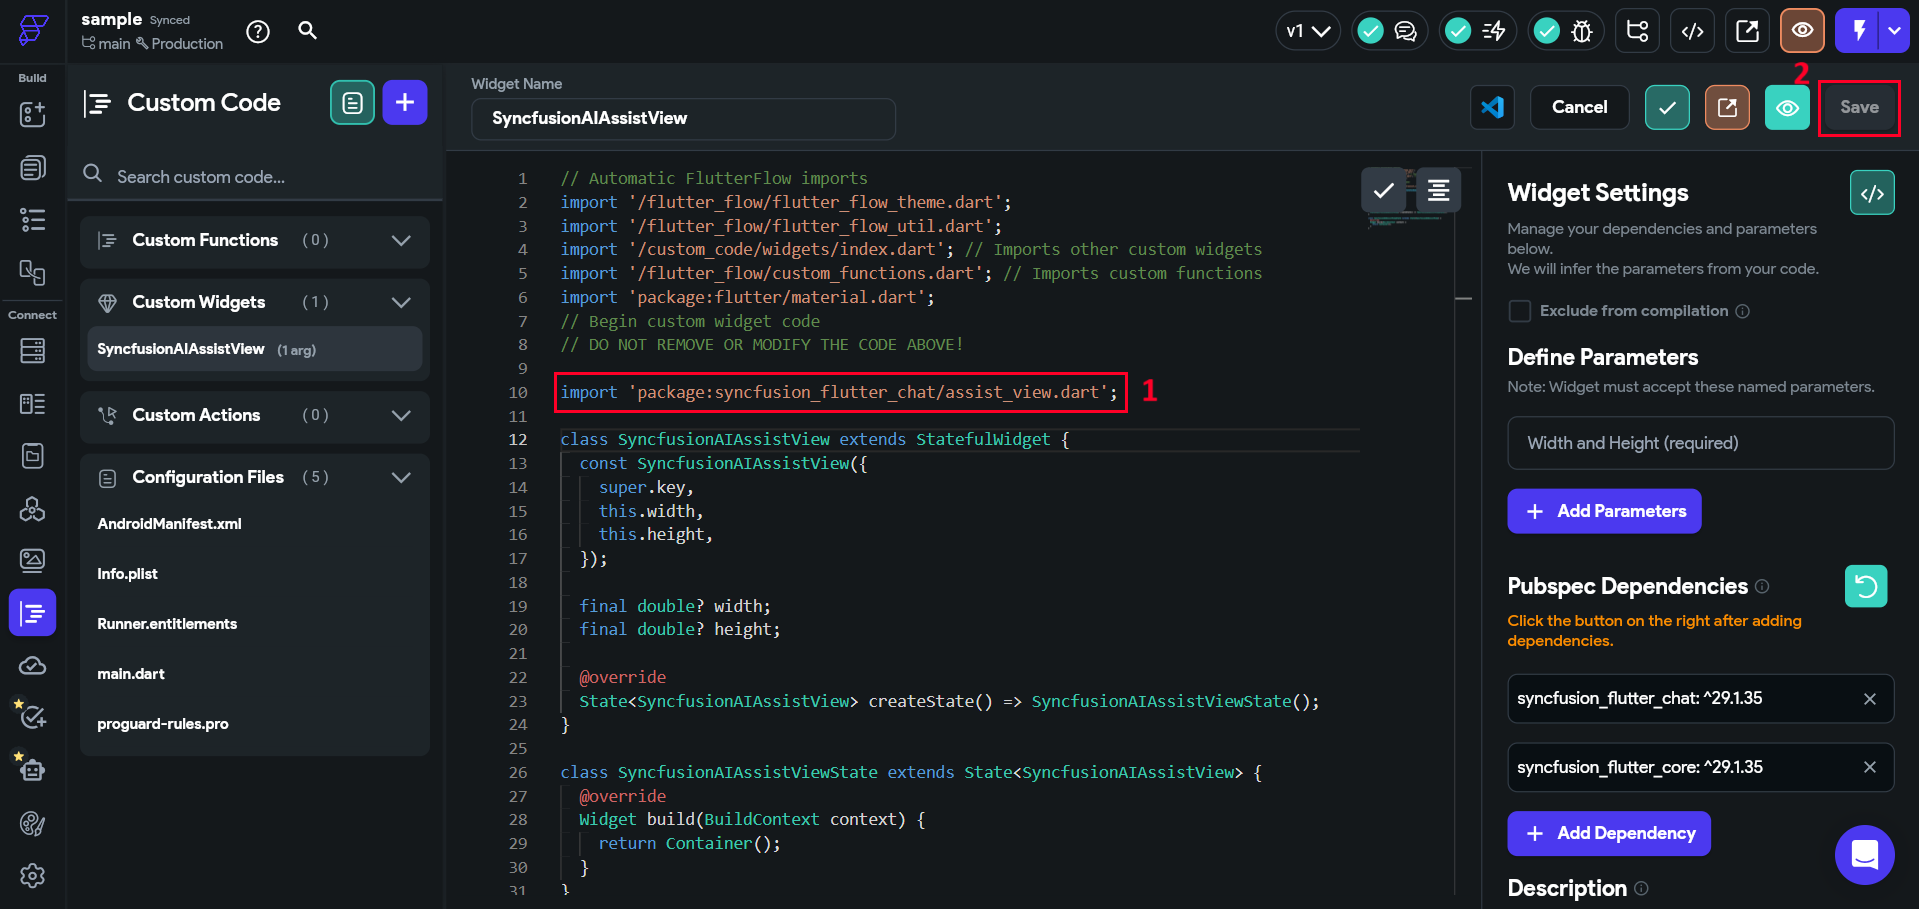 sample Synced
main Production
v1
Build
Connect
Custom Code
Search custom code...
Custom Functions (0)
Custom Widgets (1)
SyncfusionAIAssistView (1 arg)
Custom Actions (0)
Configuration Files (5)
AndroidManifest.xml
Info.plist
Runner.entitlements
main.dart
proguard-rules.pro
Widget Name
SyncfusionAIAssistView
Cancel
2
Save
1 // Automatic FlutterFlow imports
2 import '/flutter_flow/flutter_flow_theme.dart';
3 import '/flutter_flow/flutter_flow_util.dart';
4 import '/custom_code/widgets/index.dart'; // Imports other custom widgets
5 import '/flutter_flow/custom_functions.dart'; // Imports custom functions
6 import 'package:flutter/material.dart';
7 // Begin custom widget code
8 // DO NOT REMOVE OR MODIFY THE CODE ABOVE!
9
10 import 'package:syncfusion_flutter_chat/assist_view.dart'; 1
11
12 class SyncfusionAIAssistView extends StatefulWidget {
13 const SyncfusionAIAssistView({
14 super.key,
15 this.width,
16 this.height,
17 });
18
19 final double? width;
20 final double? height;
21
22 @override
23 State<SyncfusionAIAssistView> createState() => SyncfusionAIAssistViewState();
24 }
25
26 class SyncfusionAIAssistViewState extends State<SyncfusionAIAssistView> {
27 @override
28 Widget build(BuildContext context) {
29 return Container();
30 }
31 }
Widget Settings
Manage your dependencies and parameters
below.
We will infer the parameters from your code.
Exclude from compilation
Define Parameters
Note: Widget must accept these named parameters.
Width and Height (required)
+ Add Parameters
Pubspec Dependencies
Click the button on the right after adding
dependencies.
syncfusion_flutter_chat: ^29.1.35
syncfusion_flutter_core: ^29.1.35
+ Add Dependency
Description